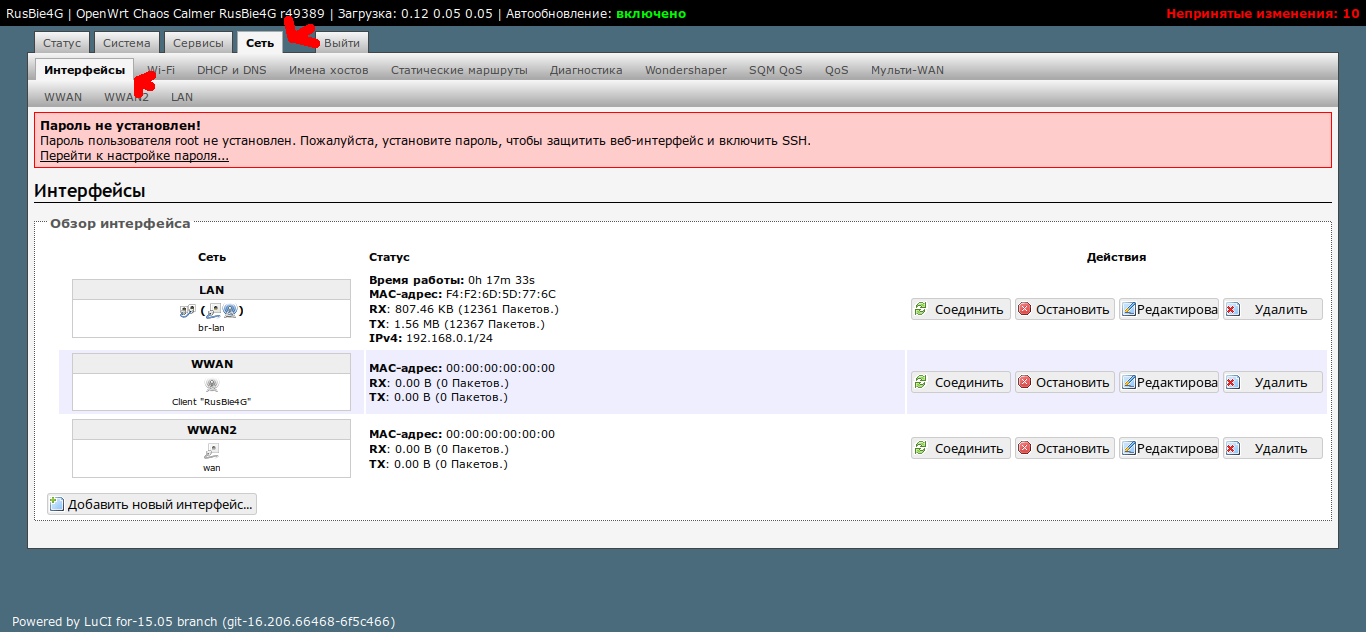 RusBie4G | OpenWrt Chaos Calmer RusBie4G r49389 | Загрузка: 0.12 0.05 0.05 | Автообновление: включено Непринятые изменения: 10
Статус Система Сервисы Сеть Выйти
Интерфейсы Wi-Fi DHCP и DNS Имена хостов Статические маршруты Диагностика Wondershaper SQM QoS QoS Мульти-WAN
WWAN WWAN2 LAN
Пароль не установлен!
Пароль пользователя root не установлен. Пожалуйста, установите пароль, чтобы защитить веб-интерфейс и включить SSH.
Перейти к настройке пароля...
Интерфейсы
Обзор интерфейса
Сеть Статус Действия
LAN
( )
br-lan
Время работы: 0h 17m 33s
MAC-адрес: F4:F2:6D:5D:77:6C
RX: 807.46 KB (12361 Пакетов.)
TX: 1.56 MB (12367 Пакетов.)
IPv4: 192.168.0.1/24
Соединить Остановить Редактирова Удалить
WWAN
Client "RusBie4G"
MAC-адрес: 00:00:00:00:00:00
RX: 0.00 B (0 Пакетов.)
TX: 0.00 B (0 Пакетов.)
Соединить Остановить Редактирова Удалить
WWAN2
wan
MAC-адрес: 00:00:00:00:00:00
RX: 0.00 B (0 Пакетов.)
TX: 0.00 B (0 Пакетов.)
Соединить Остановить Редактирова Удалить
Добавить новый интерфейс...
Powered by LuCI for-15.05 branch (git-16.206.66468-6f5c466)